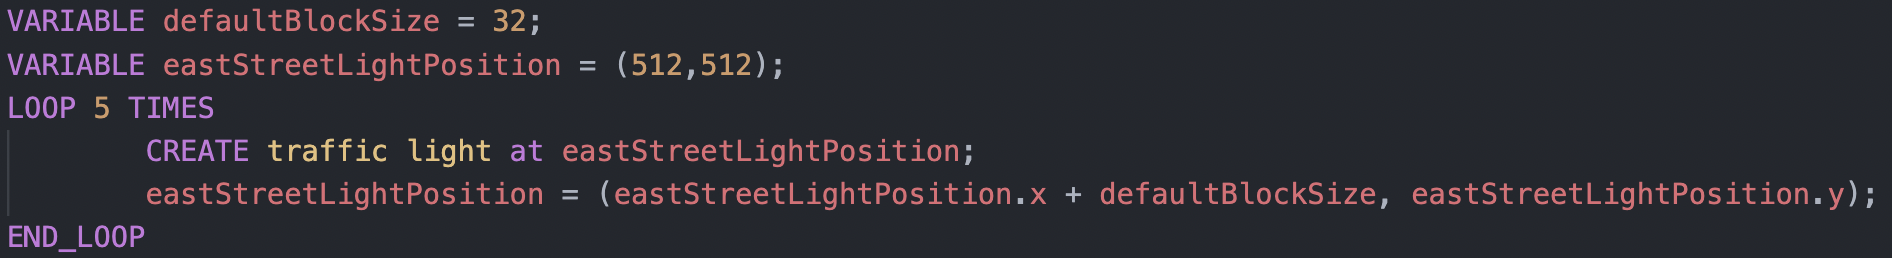 VARIABLE defaultBlockSize = 32;
VARIABLE eastStreetLightPosition = (512,512);
LOOP 5 TIMES
CREATE traffic light at eastStreetLightPosition;
eastStreetLightPosition = (eastStreetLightPosition.x + defaultBlockSize, eastStreetLightPosition.y);
END_LOOP